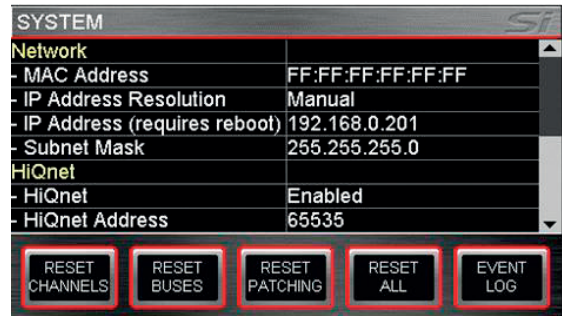 SYSTEM Si
Network
- MAC Address FF:FF:FF:FF:FF:FF
- IP Address Resolution Manual
- IP Address (requires reboot) 192.168.0.201
- Subnet Mask 255.255.255.0
HiQnet
- HiQnet Enabled
- HiQnet Address 65535
RESET CHANNELS RESET BUSES RESET PATCHING RESET ALL EVENT LOG